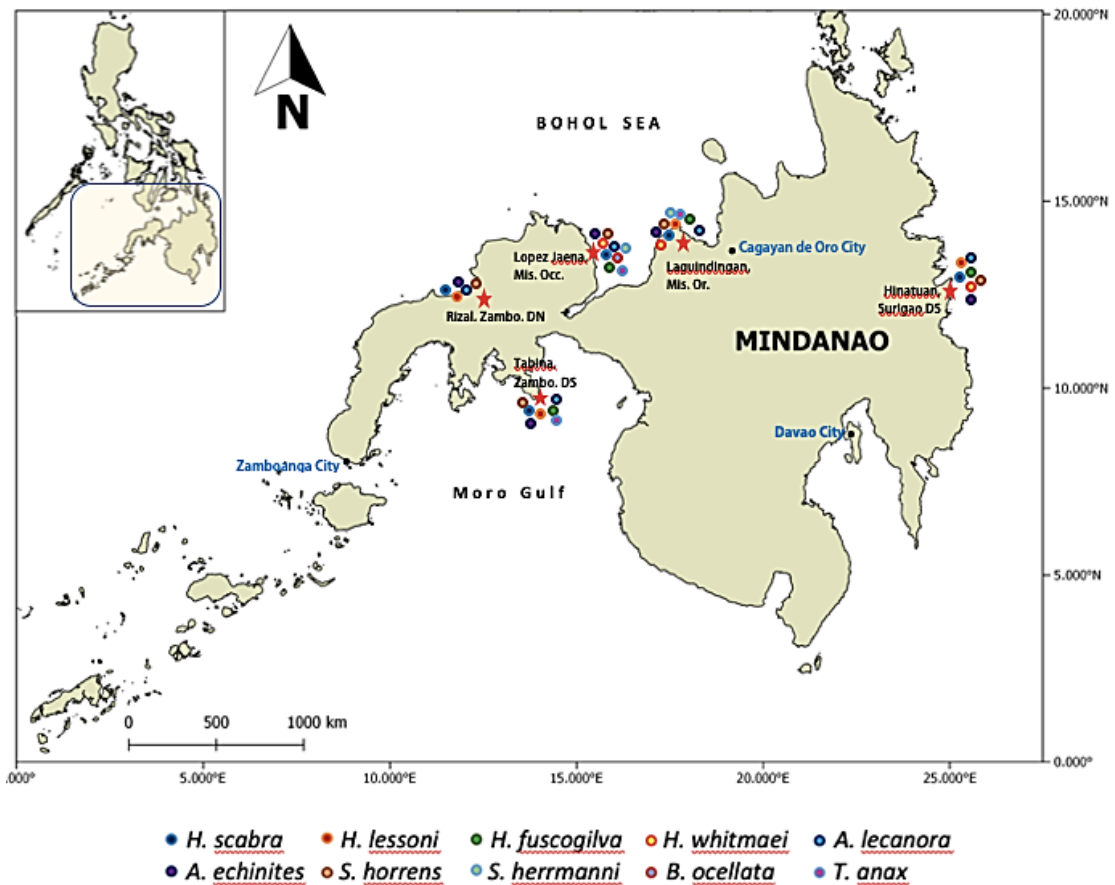 20.000°N
N
BOHOL SEA
15.000°N
Cagayan de Oro City
Lopez Jaena,
Mis. Occ.
Laguindingan,
Mis. Or.
Hinatuan,
Surigao DS
Rizal. Zambo. DN
MINDANAO
Tabina,
Zambo. DS
10.000°N
Davao City
Zamboanga City
Moro Gulf
5.000°N
0 500 1000 km
0.000°
.000° 5.000°E 10.000°E 15.000°E 20.000°E 25.000°E
H. scabra H. lessoni H. fuscogilva H. whitmaei A. lecanora
A. echinites S. horrens S. herrmanni B. ocellata T. anax